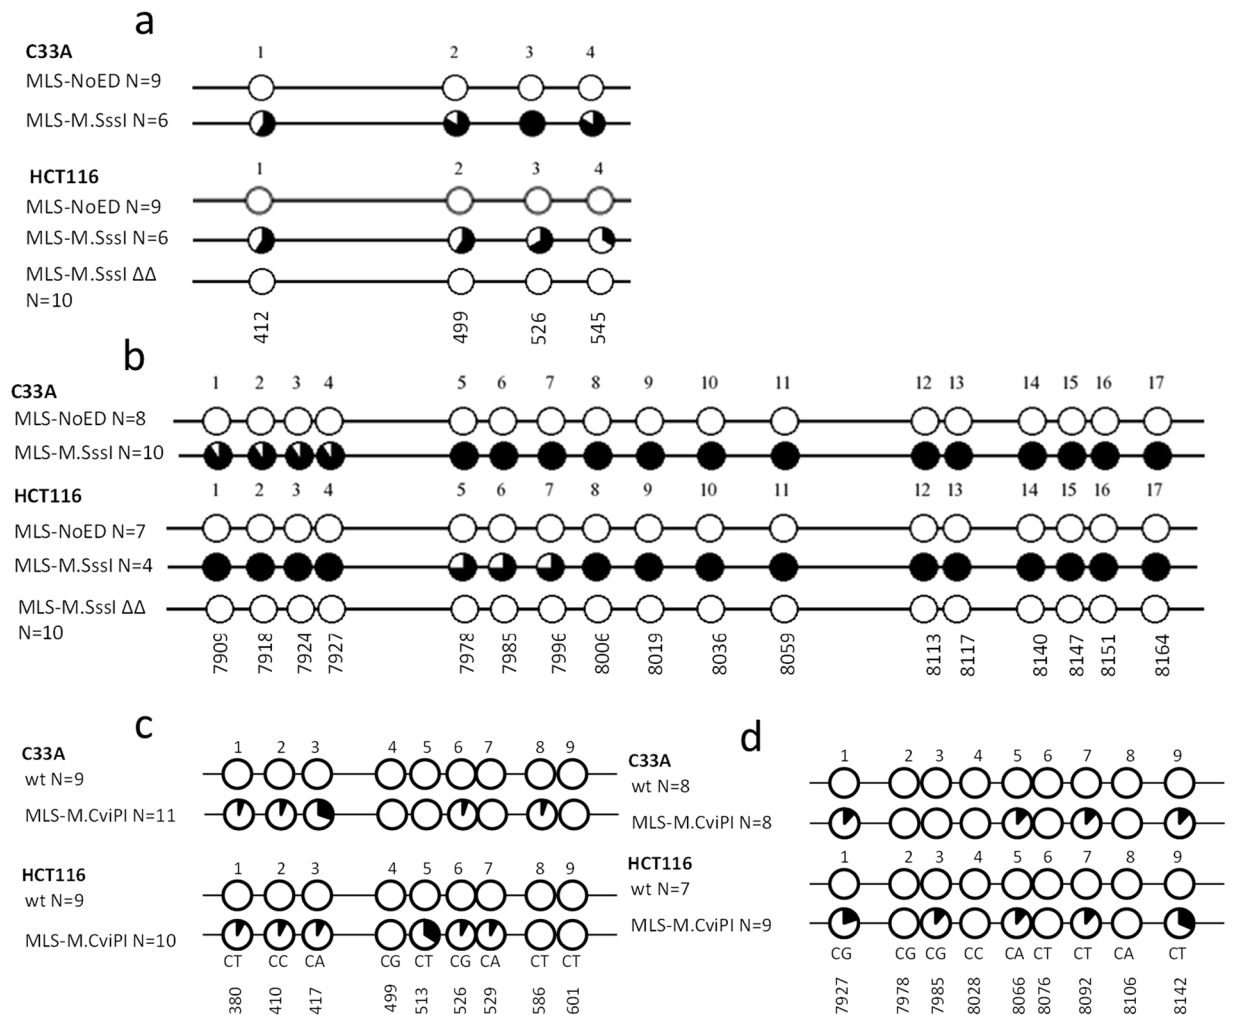 a
C33A
1 2 3 4
MLS-NoED N=9
MLS-M.SssI N=6
HCT116
1 2 3 4
MLS-NoED N=9
MLS-M.SssI N=6
MLS-M.SssI ΔΔ
N=10
412 499 526 545
b
C33A
1 2 3 4 5 6 7 8 9 10 11 12 13 14 15 16 17
MLS-NoED N=8
MLS-M.SssI N=10
HCT116
1 2 3 4 5 6 7 8 9 10 11 12 13 14 15 16 17
MLS-NoED N=7
MLS-M.SssI N=4
MLS-M.SssI ΔΔ
N=10
7909 7918 7924 7927 7978 7985 7996 8006 8019 8036 8059 8113 8117 8140 8147 8151 8164
c
C33A
1 2 3 4 5 6 7 8 9
wt N=9
MLS-M.CviPI N=11
HCT116
1 2 3 4 5 6 7 8 9
wt N=9
MLS-M.CviPI N=10
CT CC CA CG CT CG CA CT CT
380 410 417 499 513 526 529 586 601
d
C33A
1 2 3 4 5 6 7 8 9
wt N=8
MLS-M.CviPI N=8
HCT116
1 2 3 4 5 6 7 8 9
wt N=7
MLS-M.CviPI N=9
CG CG CG CC CA CT CT CA CT
7927 7978 7985 8028 8066 8076 8092 8106 8142